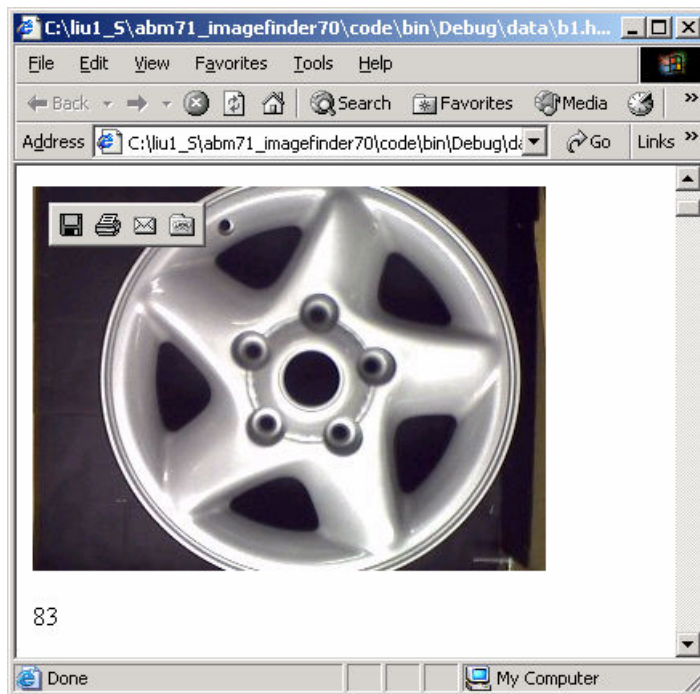 C:\liu1_S\abm71_imagefinder70\code\bin\Debug\data\b1.h...
File Edit View Favorites Tools Help
Back Search Favorites Media »
Address C:\liu1_S\abm71_imagefinder70\code\bin\Debug\da Go Links »
83
Done My Computer